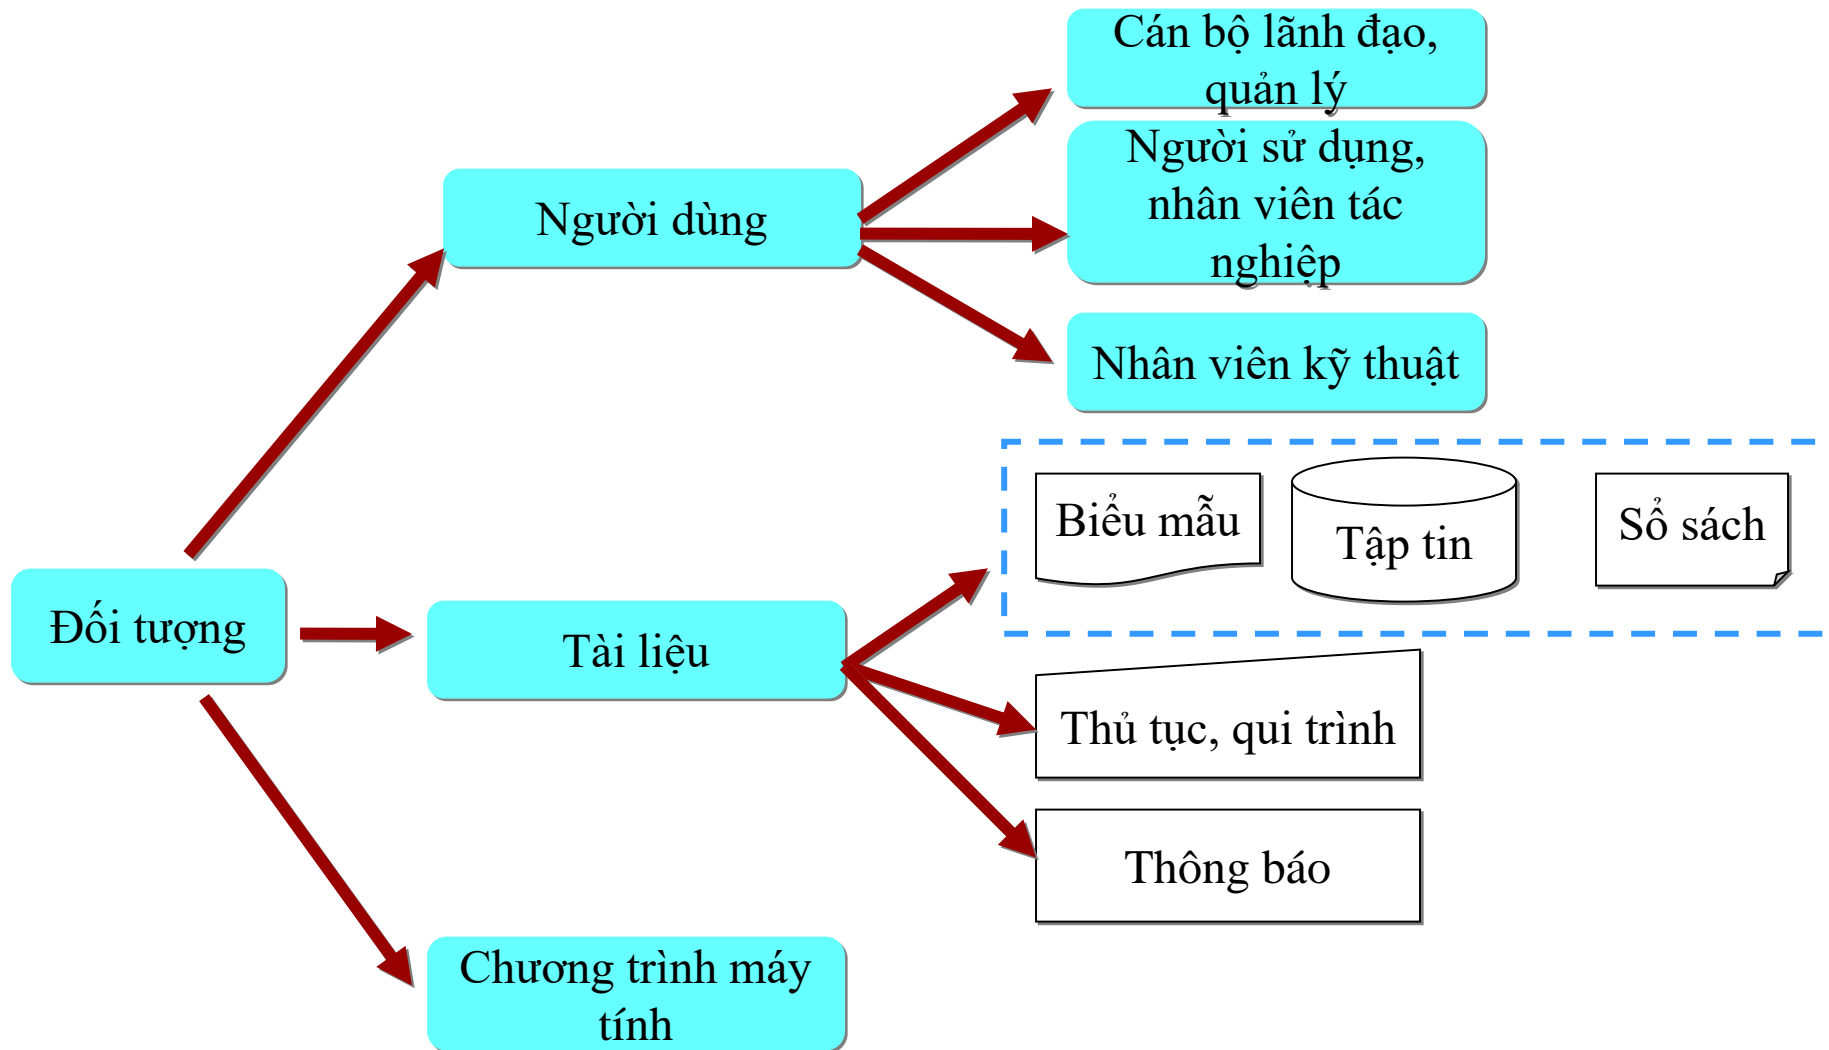 Cán bộ lãnh đạo,
quản lý
Người sử dụng,
nhân viên tác
nghiệp
Người dùng
Nhân viên kỹ thuật
Biểu mẫu
Tập tin
Sổ sách
Đối tượng
Tài liệu
Thủ tục, qui trình
Thông báo
Chương trình máy
tính